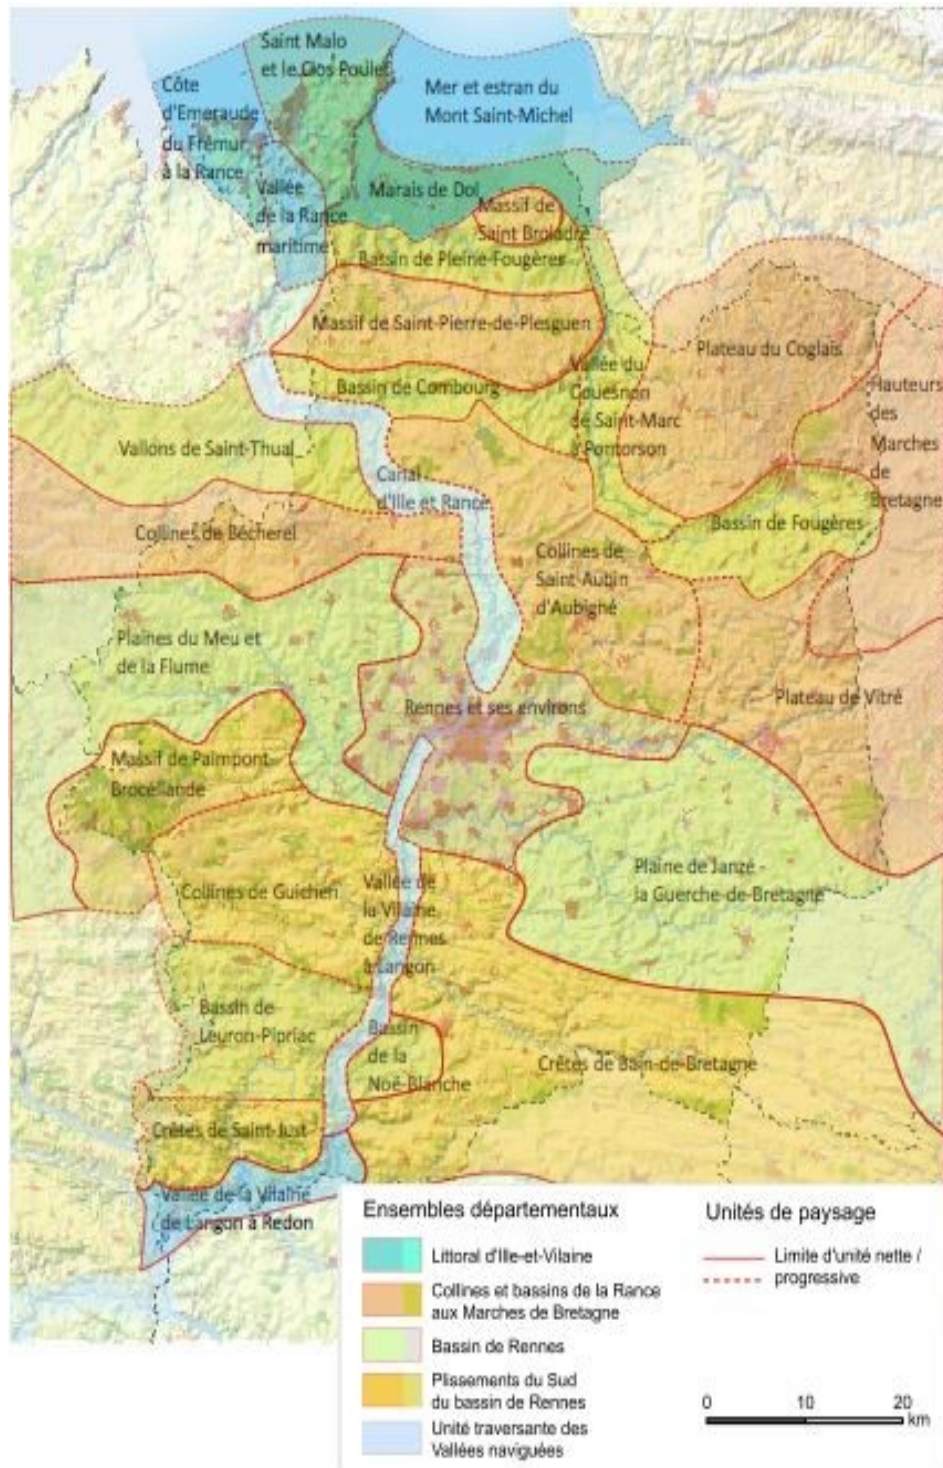 Saint Malo
et le Clos Poulet
Côte
d'Emeraude
du Frémur
à la Rance
Mer et estran du
Mont Saint-Michel
Vallée
de la Rance
maritime
Marais de Dol
Massif de
Saint Broladre
Bassin de Pleine-Fougères
Massif de Saint-Pierre-de-Plesguen
Plateau du Coglais
Bassin de Combourg
Vallée du
Couesnon
de Saint-Marc
à Pontorson
Hauteurs
des
Marches
de
Bretagne
Vallons de Saint-Thual
Canal
d'Ille et Rance
Collines de Bécherel
Bassin de Fougères
Collines de
Saint-Aubin
d'Aubigné
Plaines du Meu et
de la Flume
Rennes et ses environs
Plateau de Vitré
Massif de Paimpont-
Brocéliande
Plaine de Janzé -
la Guerche-de-Bretagne
Collines de Guichen
Vallée de
la Vilaine
de Rennes
à Langon
Bassin de
Leuron-Pipriac
Bassin
de la
Noë-Blanche
Crêtes de Bain-de-Bretagne
Crêtes de Saint-Just
Vallée de la Vilaine
de Langon à Redon
Ensembles départementaux
Littoral d'Ille-et-Vilaine
Collines et bassins de la Rance
aux Marches de Bretagne
Bassin de Rennes
Plissements du Sud
du bassin de Rennes
Unité traversante des
Vallées naviguées
Unités de paysage
Limite d'unité nette /
progressive
0 10 20
km